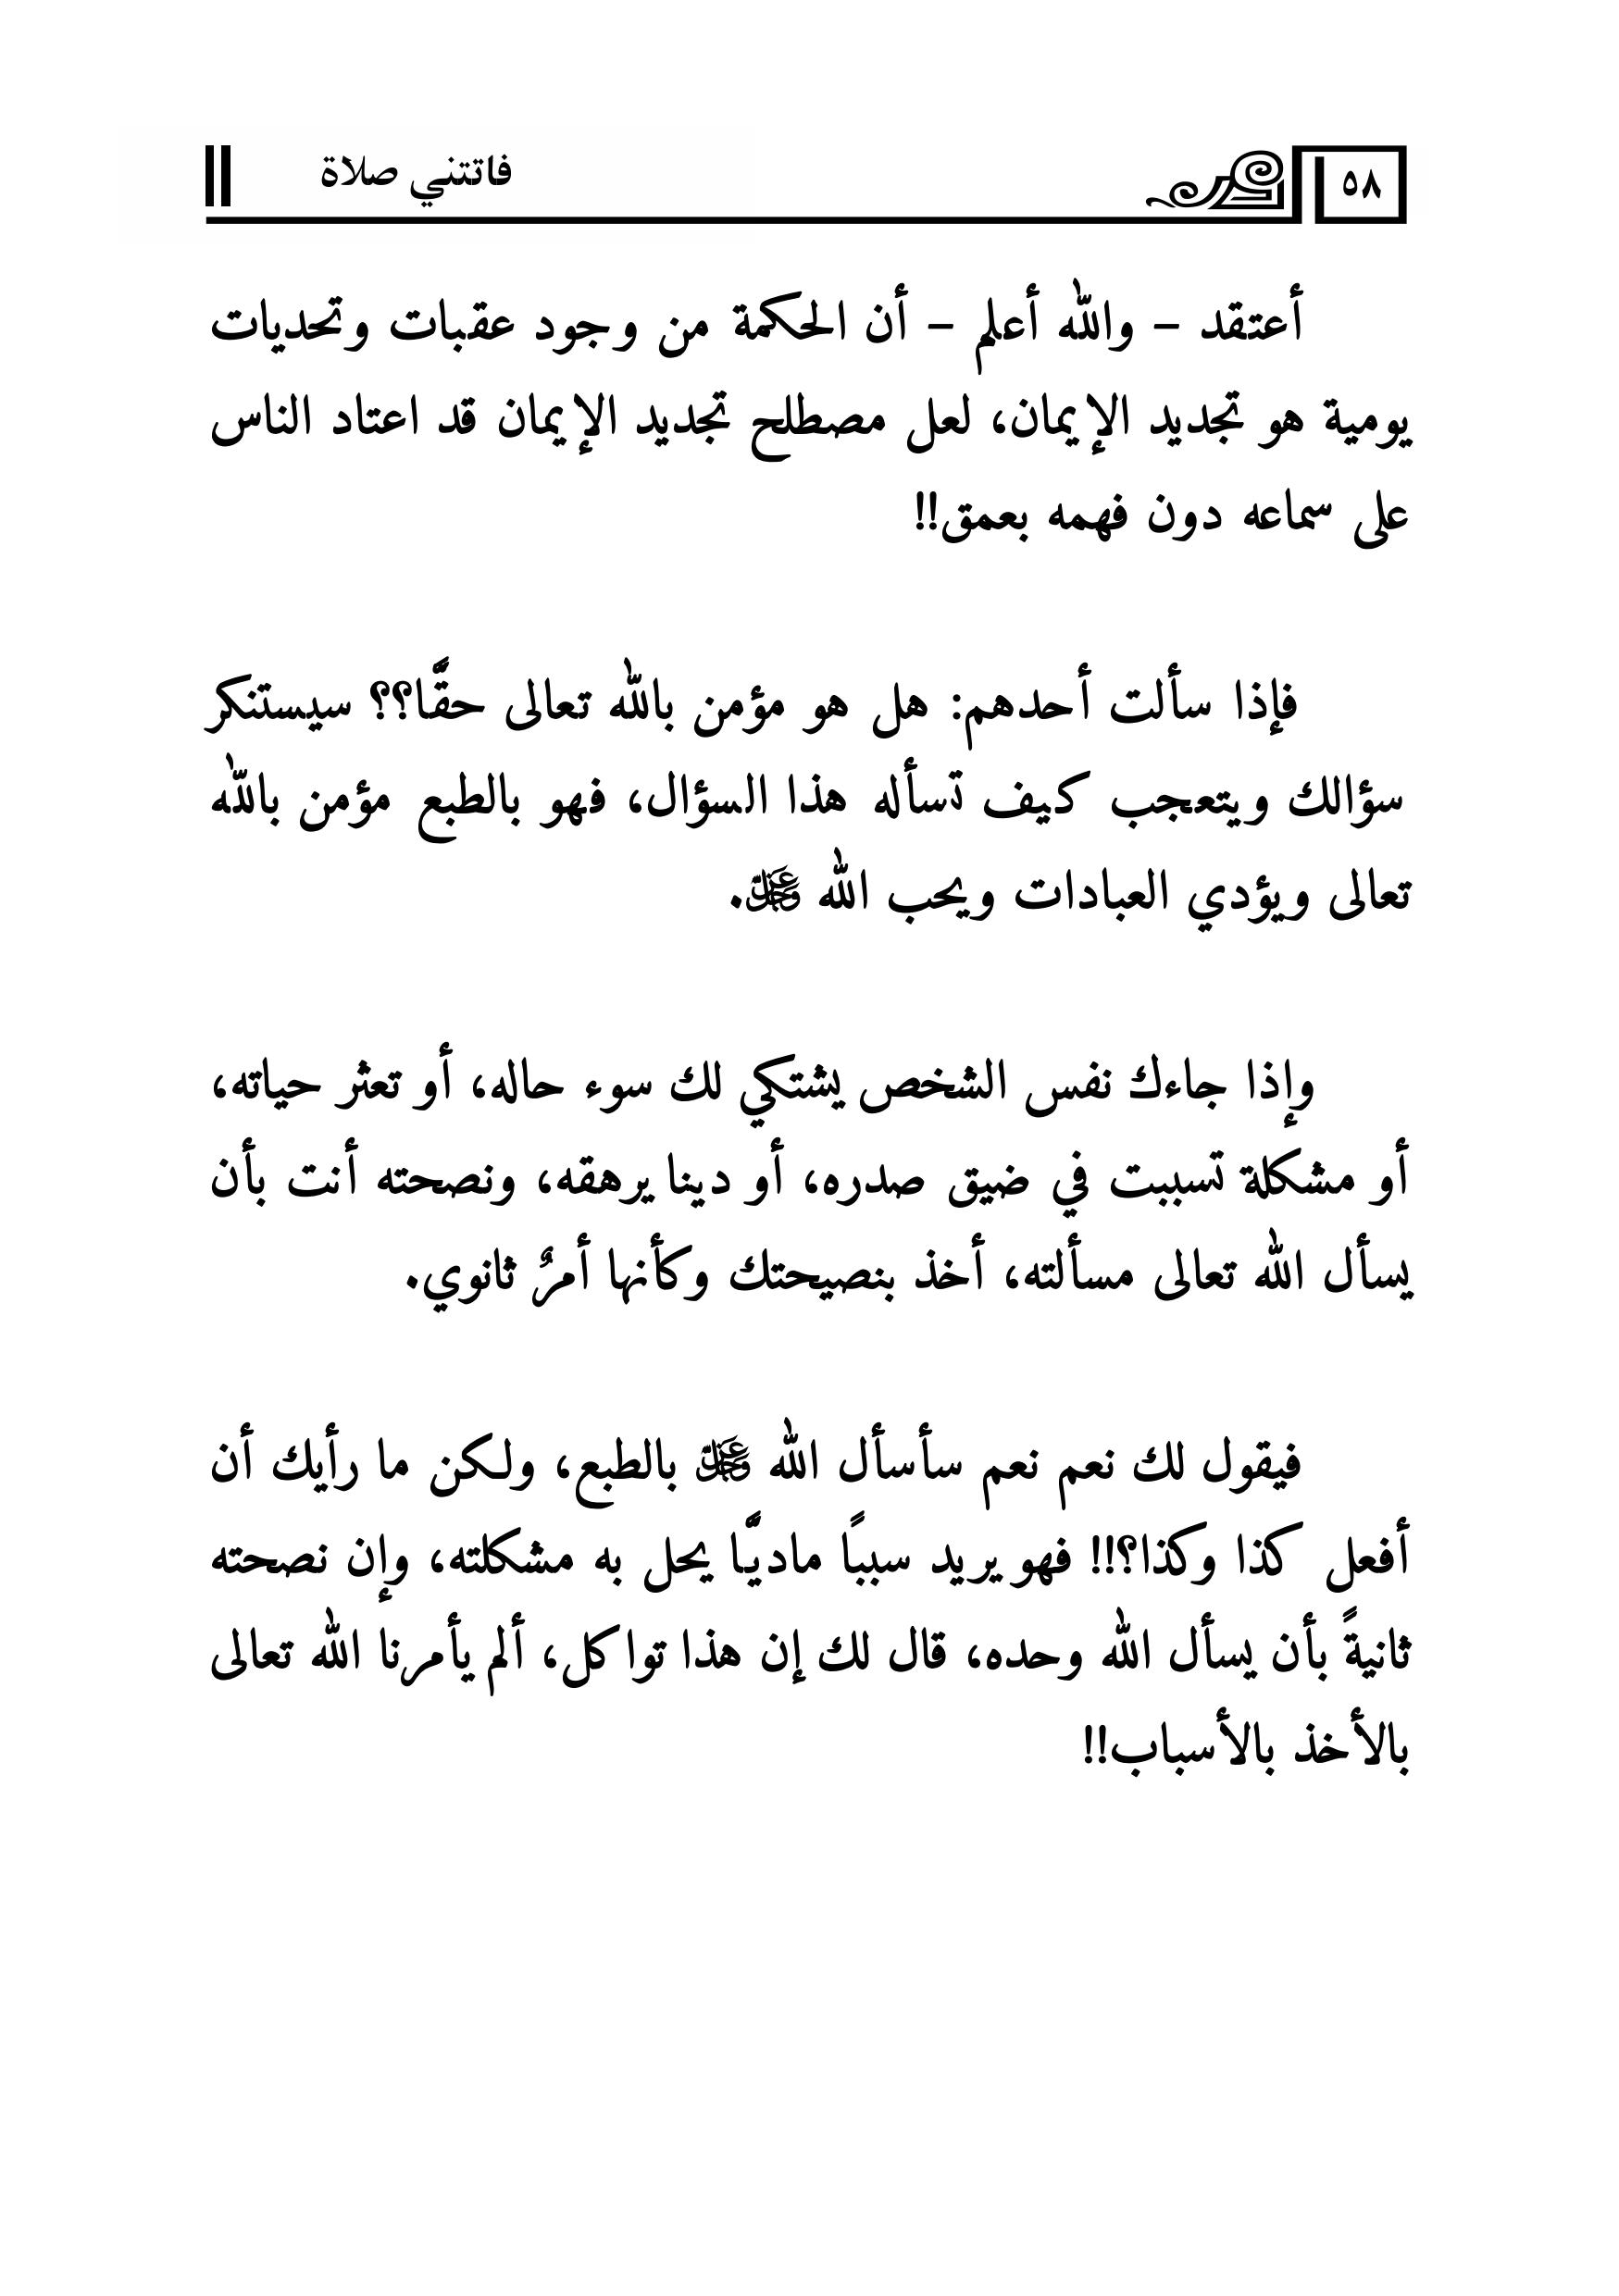 ٥٨
فاتتني صلاة
أعتقد – والله أعلم – أن الحكمة من وجود عقبات وتحديات
يومية هو تجديد الإيمان، لعل مصطلح تجديد الإيمان قد اعتاد الناس
على سماعه دون فهمه بعمق!!
فإذا سألت أحدهم: هل هو مؤمن بالله تعالى حقًّا؟؟ سيستنكر
سؤالك ويتعجب كيف تسأله هذا السؤال، فهو بالطبع مؤمن بالله
تعالى ويؤدي العبادات ويحب الله عَزَّ وَجَلَّ.
وإذا جاءك نفس الشخص يشتكي لك سوء حاله، أو تعثر حياته،
أو مشكلة تسببت في ضيق صدره، أو دينا يرهقه، ونصحته أنت بأن
يسأل الله تعالى مسألته، أخذ بنصيحتك وكأنها أمرٌ ثانوي.
فيقول لك نعم نعم سأسأل الله عَزَّ وَجَلَّ بالطبع، ولكن ما رأيك أن
أفعل كذا وكذا؟!! فهو يريد سببًا ماديًّا يحل به مشكلته، وإن نصحته
ثانيةً بأن يسأل الله وحده، قال لك إن هذا تواكل، ألم يأمرنا الله تعالى
بالأخذ بالأسباب!!